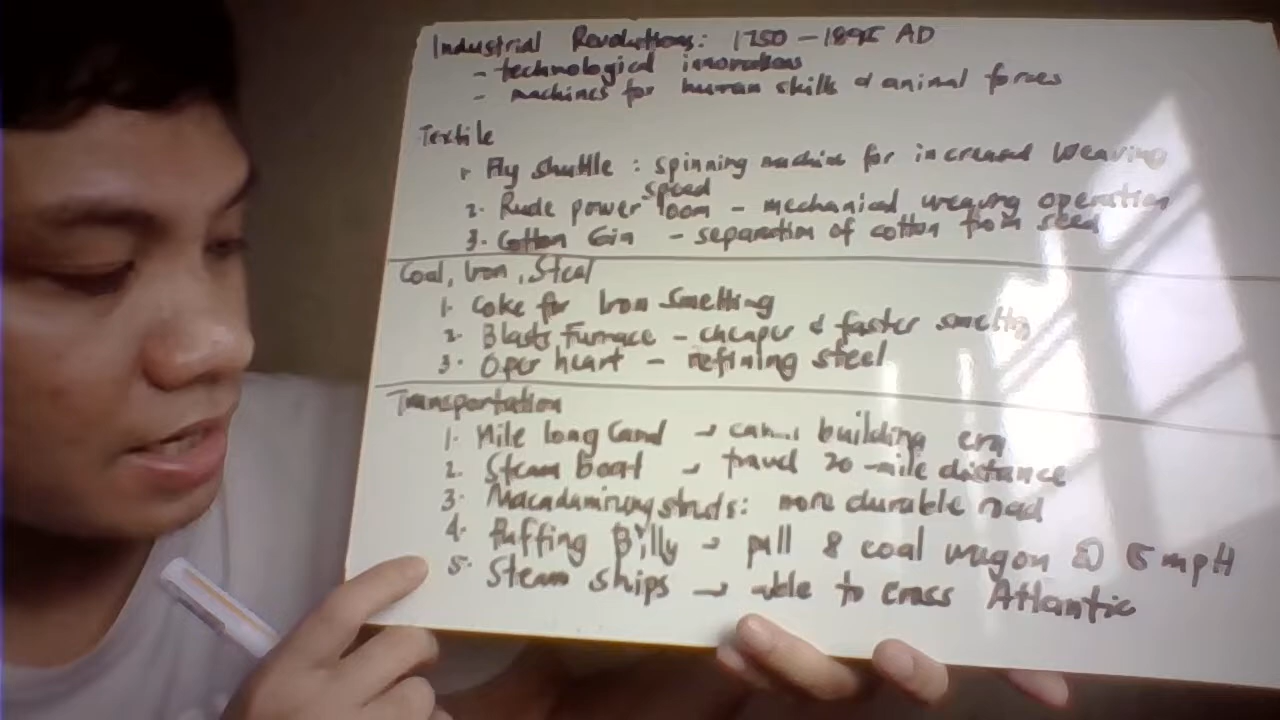 Industrial Revolutions: 1750 - 1895 AD
- technological innovations
- machines for human skills & animal forces
Textile
1. Fly shuttle : spinning machine for increased weaving
speed
2. Rude power loom - mechanical weaving operation
3. Cotton Gin - separation of cotton from seed
Coal, Iron, Steel
1. Coke for Iron Smelting
2. Blasts Furnace - cheaper & faster smelting
3. Open heart - refining steel
Transportation
1. Mile long → building era
2. Steam boat → travel 20-mile distance
3. more durable road
4. Puffing Billy → pull 8 coal wagon @ 5 mpH
5. Steam ships → able to cross Atlantic